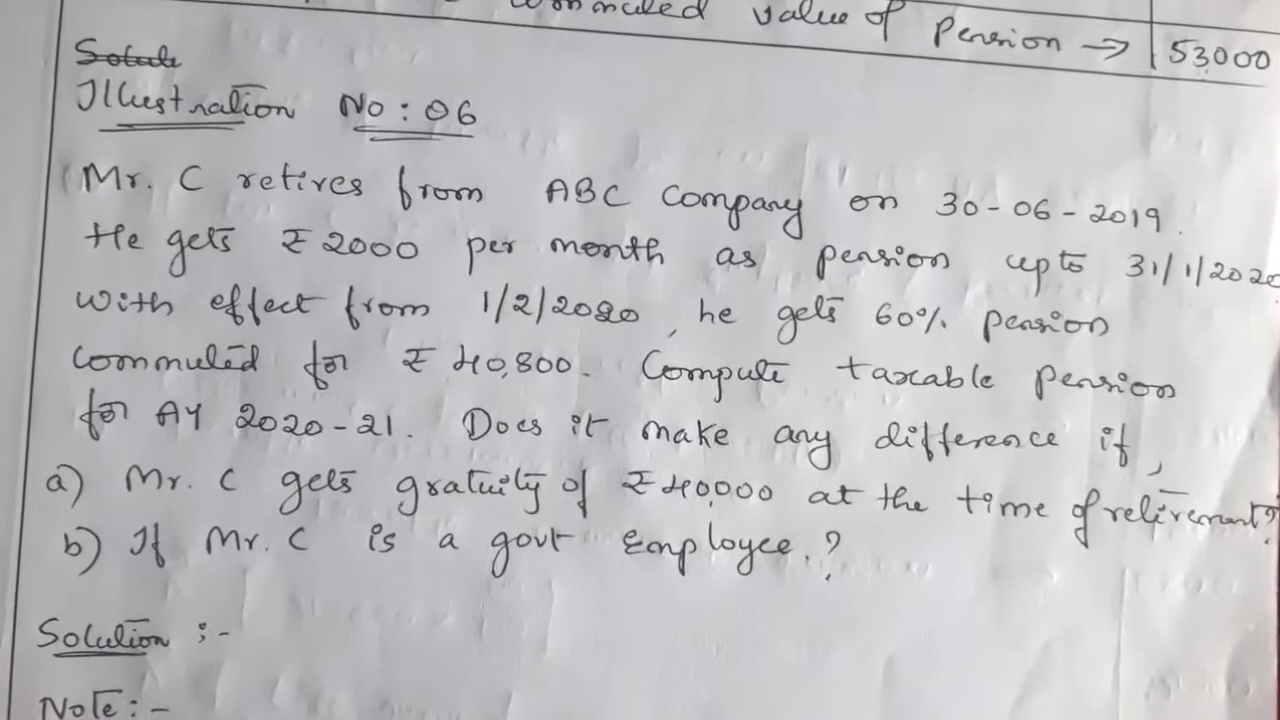 commuted value of Pension → 53000
Solut
Illustration No: 06
Mr. C retires from ABC Company on 30-06-2019.
He gets ₹ 2000 per month as pension upto 31/1/2020
With effect from 1/2/2020, he gets 60% pension
Commuted for ₹ 40,800. Compute taxable pension
for AY 2020-21. Does it make any difference if,
a) Mr. C gets gratuity of ₹ 40,000 at the time of retirement?
b) If Mr. C is a govt Employee.?
Solution :-
Note:-